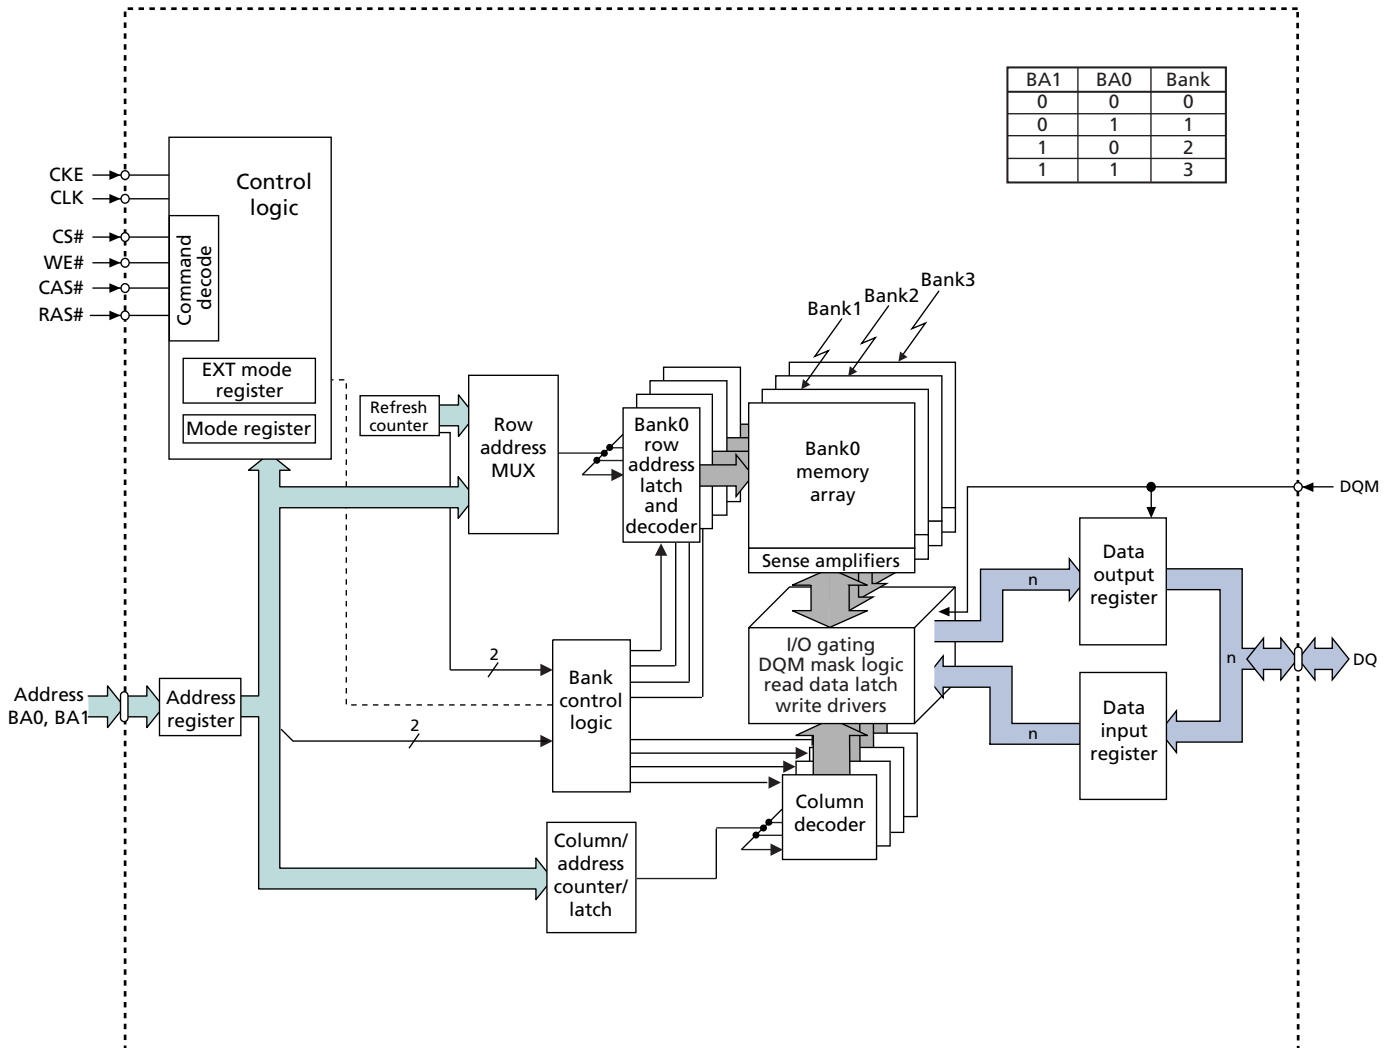 BA1 BA0 Bank
0 0 0
0 1 1
1 0 2
1 1 3
CKE
CLK
CS#
WE#
CAS#
RAS#
Control
logic
Command
decode
EXT mode
register
Mode register
Refresh
counter
Row
address
MUX
Bank0
row
address
latch
and
decoder
Bank1
Bank2
Bank3
Bank0
memory
array
Sense amplifiers
DQM
Data
output
register
n
I/O gating
DQM mask logic
read data latch
write drivers
n
DQ
Data
input
register
n
2
Bank
control
logic
2
Address
BA0, BA1
Address
register
Column
decoder
Column/
address
counter/
latch